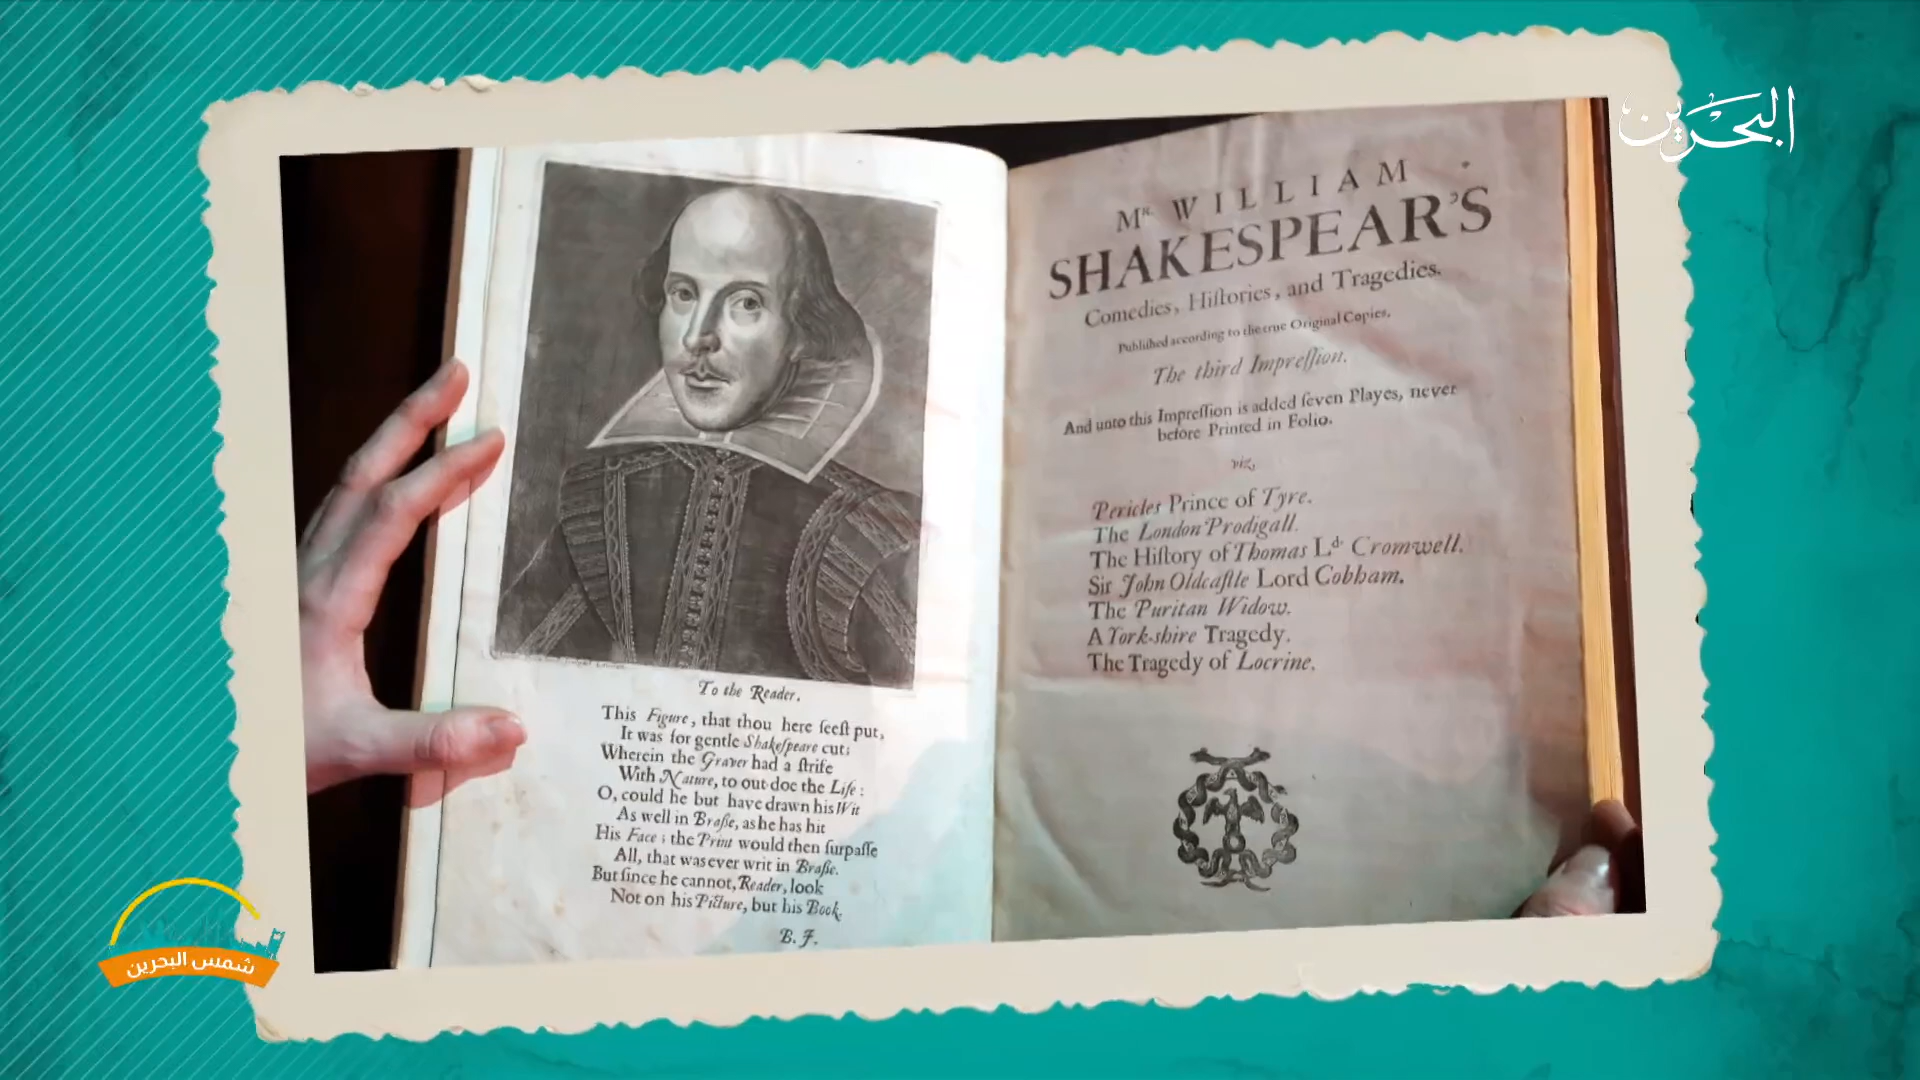 البحرين
To the Reader.
This Figure, that thou here ſeeſt put,
It was for gentle Shakeſpeare cut;
Wherein the Graver had a ſtrife
With Nature, to out-doe the Life:
O, could he but have drawn his Wit
As well in Braſſe, as he has hit
His Face; the Print would then ſurpaſſe
All, that was ever writ in Braſſe.
But ſince he cannot, Reader, look
Not on his Picture, but his Book.
B. J.
Mr. WILLIAM
SHAKESPEAR'S
Comedies, Hiſtories, and Tragedies.
Publiſhed according to the true Original Copies.
The third Impreſſion.
And unto this Impreſſion is added ſeven Playes, never
before Printed in Folio.
viz.
Pericles Prince of Tyre.
The London Prodigall.
The Hiſtory of Thomas Ld. Cromwell.
Sir John Oldcaſtle Lord Cobham.
The Puritan Widow.
A York-shire Tragedy.
The Tragedy of Locrine.
شمس البحرين